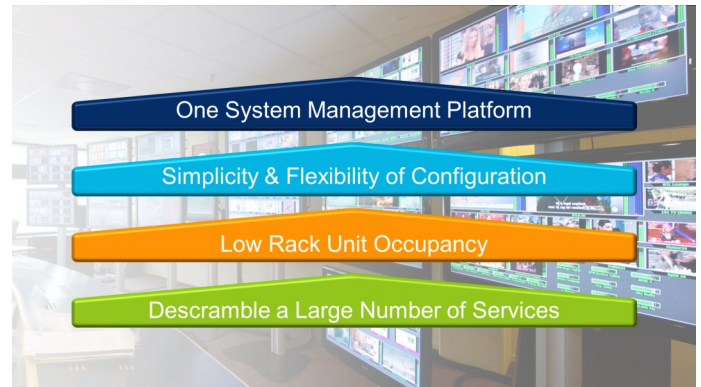 One System Management Platform
Simplicity & Flexibility of Configuration
Low Rack Unit Occupancy
Descramble a Large Number of Services